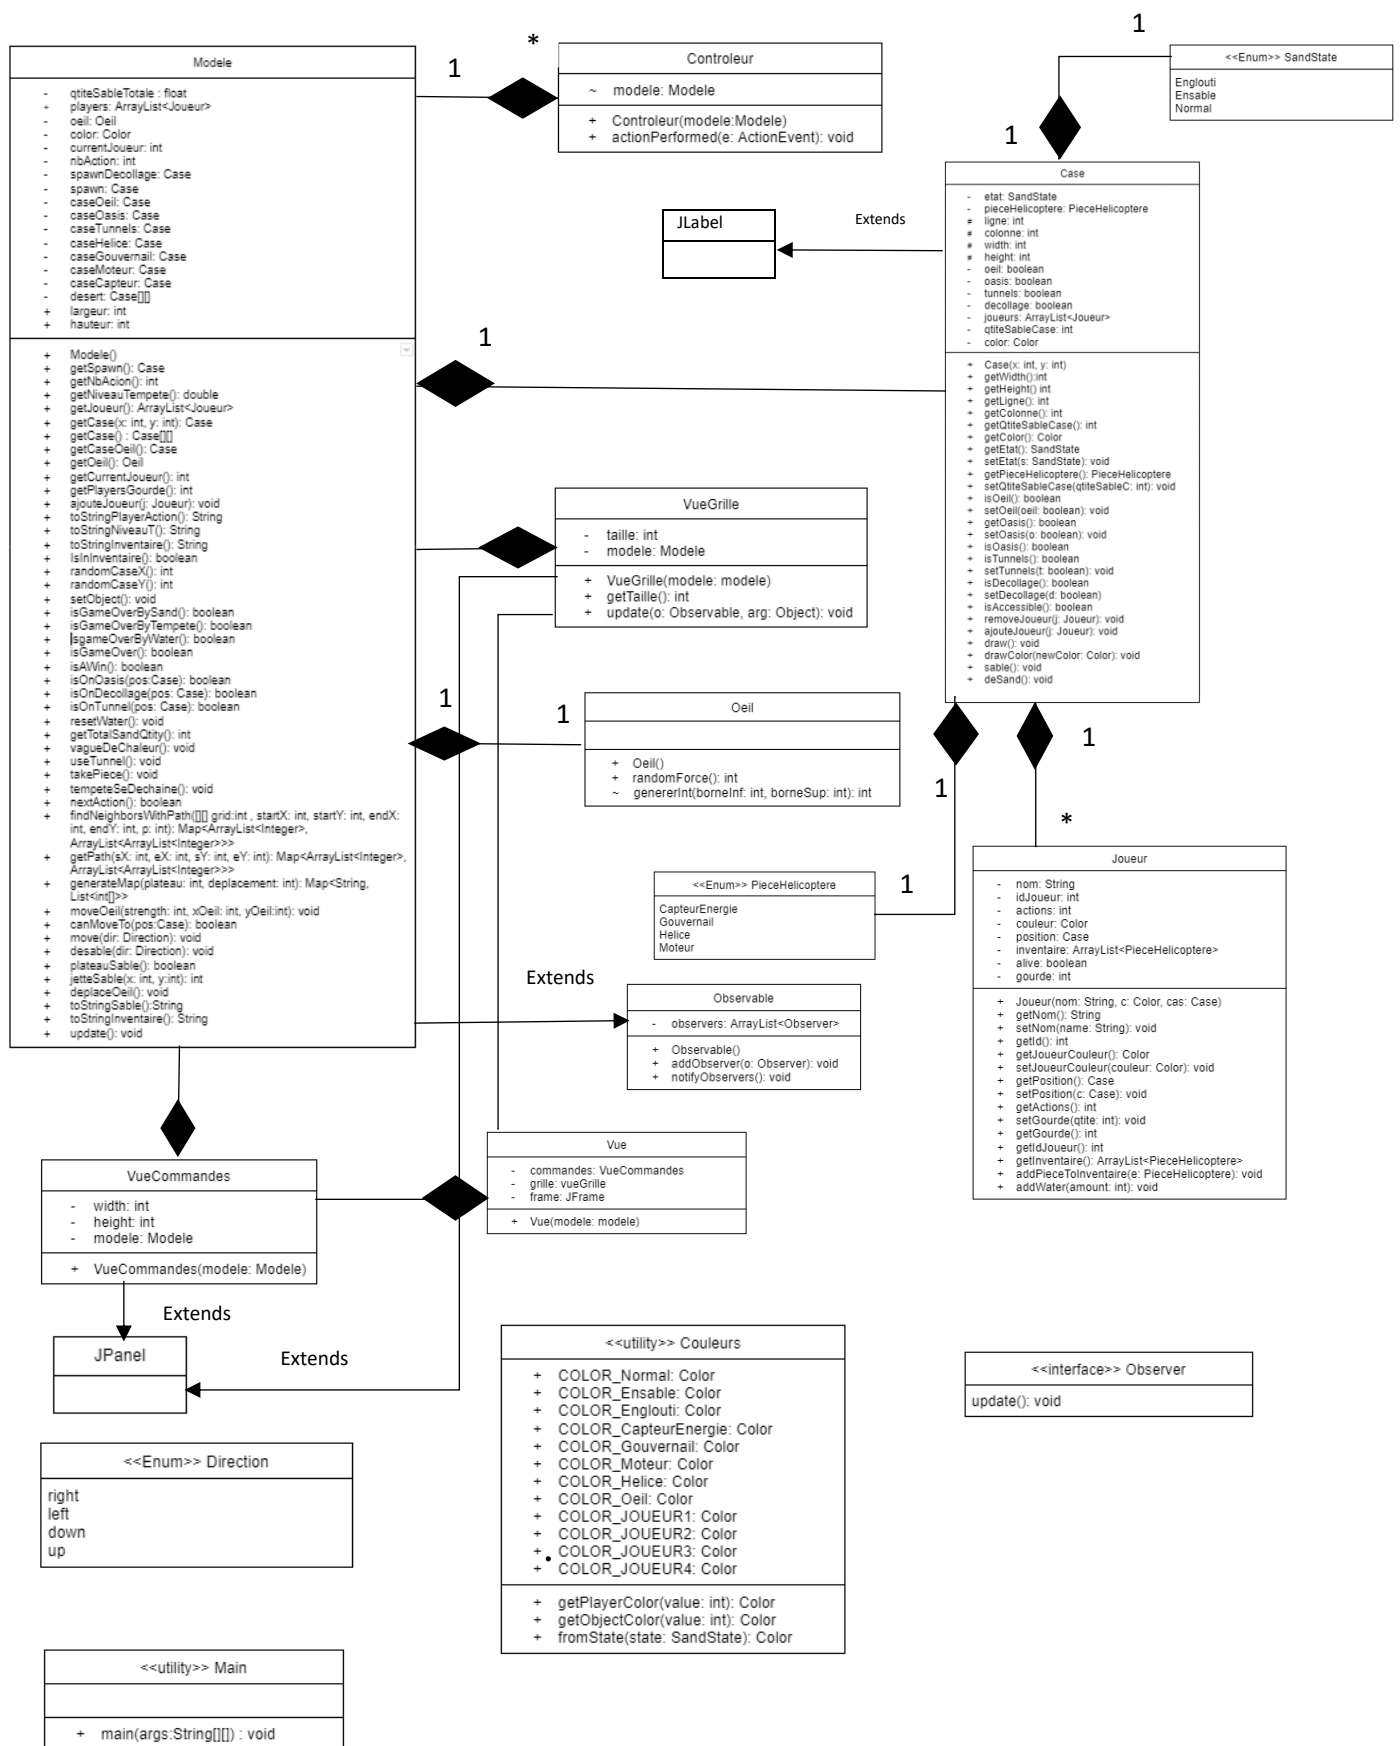 Modele
- qtiteSableTotale : float
+ players: ArrayList<Joueur>
- oeil: Oeil
- color: Color
- currentJoueur: int
- nbAction: int
- spawnDecollage: Case
- spawn: Case
- caseOeil: Case
- caseOasis: Case
- caseTunnels: Case
- caseHelice: Case
- caseGouvernail: Case
- caseMoteur: Case
- caseCapteur: Case
- desert: Case[][]
+ largeur: int
+ hauteur: int
+ Modele()
+ getSpawn(): Case
+ getNbAcion(): int
+ getNiveauTempete(): double
+ getJoueur(): ArrayList<Joueur>
+ getCase(x: int, y: int): Case
+ getCase() : Case[][]
+ getCaseOeil(): Case
+ getOeil(): Oeil
+ getCurrentJoueur(): int
+ getPlayersGourde(): int
+ ajouteJoueur(j: Joueur): void
+ toStringPlayerAction(): String
+ toStringNiveauT(): String
+ toStringInventaire(): String
+ IsInInventaire(): boolean
+ randomCaseX(): int
+ randomCaseY(): int
+ setObject(): void
+ isGameOverBySand(): boolean
+ isGameOverByTempete(): boolean
+ isgameOverByWater(): boolean
+ isGameOver(): boolean
+ isAWin(): boolean
+ isOnOasis(pos:Case): boolean
+ isOnDecollage(pos: Case): boolean
+ isOnTunnel(pos: Case): boolean
+ resetWater(): void
+ getTotalSandQtity(): int
+ vagueDeChaleur(): void
+ useTunnel(): void
+ takePiece(): void
+ tempeteSeDechaine(): void
+ nextAction(): boolean
+ findNeighborsWithPath([][] grid:int , startX: int, startY: int, endX:
int, endY: int, p: int): Map<ArrayList<Integer>,
ArrayList<ArrayList<Integer>>>
+ getPath(sX: int, eX: int, sY: int, eY: int): Map<ArrayList<Integer>,
ArrayList<ArrayList<Integer>>>
+ generateMap(plateau: int, deplacement: int): Map<String,
List<int[]>>
+ moveOeil(strength: int, xOeil: int, yOeil:int): void
+ canMoveTo(pos:Case): boolean
+ move(dir: Direction): void
+ desable(dir: Direction): void
+ plateauSable(): boolean
+ jetteSable(x: int, y:int): int
+ deplaceOeil(): void
+ toStringSable():String
+ toStringInventaire(): String
+ update(): void
1
*
Controleur
~ modele: Modele
+ Controleur(modele:Modele)
+ actionPerformed(e: ActionEvent): void
1
<<Enum>> SandState
Englouti
Ensable
Normal
1
Case
- etat: SandState
- pieceHelicoptere: PieceHelicoptere
# ligne: int
# colonne: int
# width: int
# height: int
- oeil: boolean
- oasis: boolean
- tunnels: boolean
- decollage: boolean
- joueurs: ArrayList<Joueur>
- qtiteSableCase: int
- color: Color
+ Case(x: int, y: int)
+ getWidth():int
+ getHeight() int
+ getLigne(): int
+ getColonne(): int
+ getQtiteSableCase(): int
+ getColor(): Color
+ getEtat(): SandState
+ setEtat(s: SandState): void
+ getPieceHelicoptere(): PieceHelicoptere
+ setQtiteSableCase(qtiteSableC: int): void
+ isOeil(): boolean
+ setOeil(oeil: boolean): void
+ getOasis(): boolean
+ setOasis(o: boolean): void
+ isOasis(): boolean
+ isTunnels(): boolean
+ setTunnels(t: boolean): void
+ isDecollage(): boolean
+ setDecollage(d: boolean)
+ isAccessible(): boolean
+ removeJoueur(j: Joueur): void
+ ajouteJoueur(j: Joueur): void
+ draw(): void
+ drawColor(newColor: Color): void
+ sable(): void
+ deSand(): void
JLabel
Extends
1
VueGrille
- taille: int
- modele: Modele
+ VueGrille(modele: modele)
+ getTaille(): int
+ update(o: Observable, arg: Object): void
1
1
Oeil
+ Oeil()
+ randomForce(): int
~ genererInt(borneInf: int, borneSup: int): int
1
1
*
<<Enum>> PieceHelicoptere
CapteurEnergie
Gouvernail
Helice
Moteur
1
Joueur
- nom: String
- idJoueur: int
- actions: int
- couleur: Color
- position: Case
- inventaire: ArrayList<PieceHelicoptere>
- alive: boolean
- gourde: int
+ Joueur(nom: String, c: Color, cas: Case)
+ getNom(): String
+ setNom(name: String): void
+ getId(): int
+ getJoueurCouleur(): Color
+ setJoueurCouleur(couleur: Color): void
+ getPosition(): Case
+ setPosition(c: Case): void
+ getActions(): int
+ setGourde(qtite: int): void
+ getGourde(): int
+ getIdJoueur(): int
+ getInventaire(): ArrayList<PieceHelicoptere>
+ addPieceToInventaire(e: PieceHelicoptere): void
+ addWater(amount: int): void
Extends
Observable
- observers: ArrayList<Observer>
+ Observable()
+ addObserver(o: Observer): void
+ notifyObservers(): void
Vue
- commandes: VueCommandes
- grille: vueGrille
- frame: JFrame
+ Vue(modele: modele)
VueCommandes
- width: int
- height: int
- modele: Modele
+ VueCommandes(modele: Modele)
Extends
JPanel
Extends
<<utility>> Couleurs
+ COLOR_Normal: Color
+ COLOR_Ensable: Color
+ COLOR_Englouti: Color
+ COLOR_CapteurEnergie: Color
+ COLOR_Gouvernail: Color
+ COLOR_Moteur: Color
+ COLOR_Helice: Color
+ COLOR_Oeil: Color
+ COLOR_JOUEUR1: Color
+ COLOR_JOUEUR2: Color
+ COLOR_JOUEUR3: Color
+ COLOR_JOUEUR4: Color
+ getPlayerColor(value: int): Color
+ getObjectColor(value: int): Color
+ fromState(state: SandState): Color
<<interface>> Observer
update(): void
<<Enum>> Direction
right
left
down
up
<<utility>> Main
+ main(args:String[][]) : void